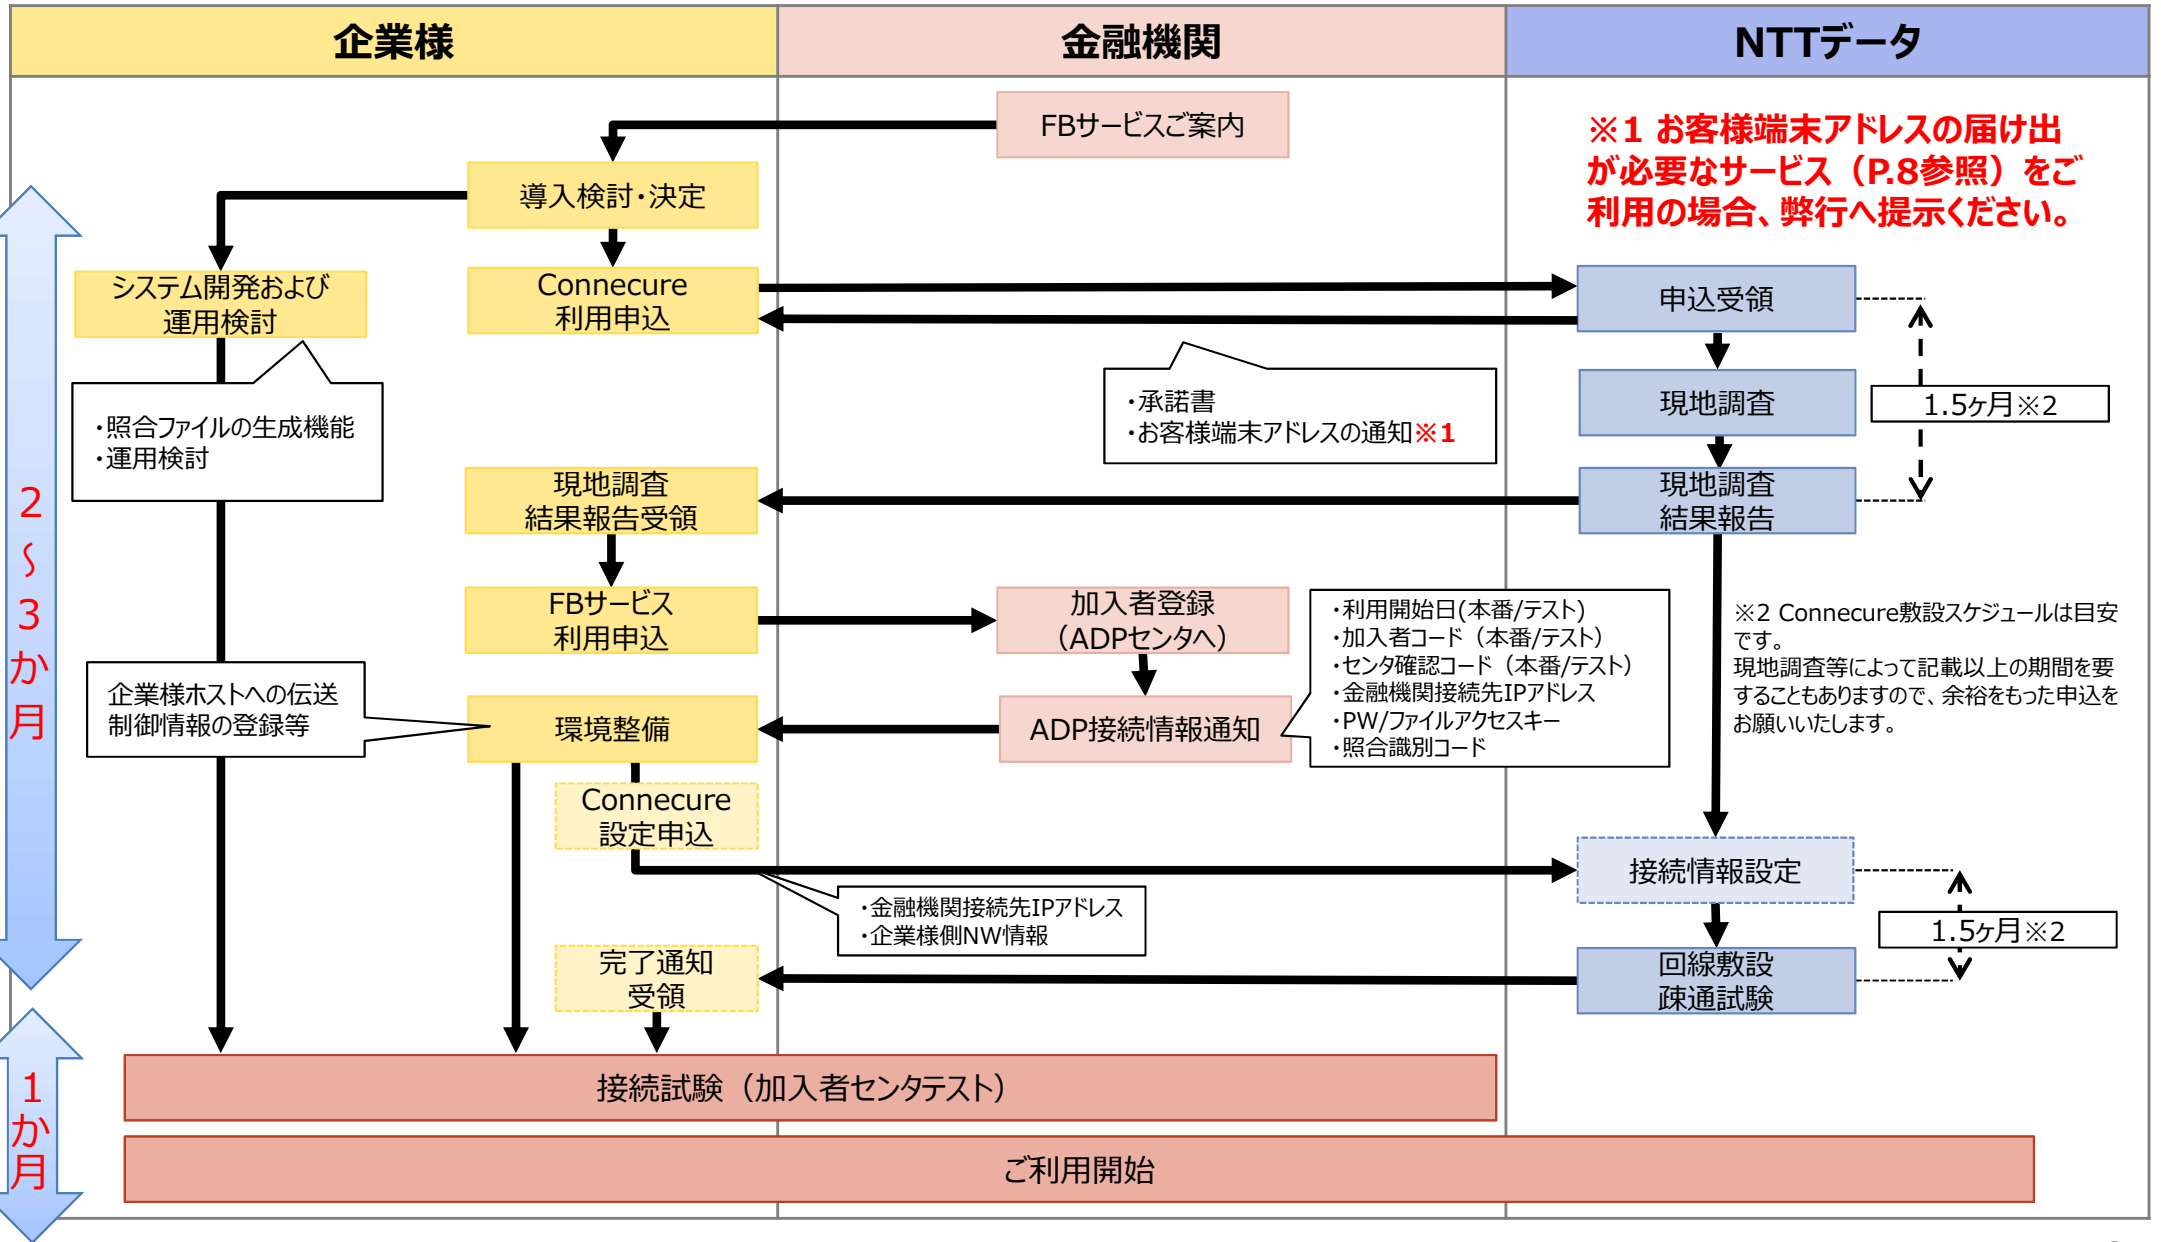 企業様
金融機関
NTTデータ
FBサービスご案内
※1 お客様端末アドレスの届け出
が必要なサービス（P.8参照）をご
利用の場合、弊行へ提示ください。
導入検討・決定
システム開発および
運用検討
Connecure
利用申込
申込受領
・照合ファイルの生成機能
・運用検討
・承諾書
・お客様端末アドレスの通知※1
現地調査
1.5ヶ月※2
現地調査
結果報告受領
現地調査
結果報告
2
～
3
か
月
FBサービス
利用申込
加入者登録
（ADPセンタへ）
・利用開始日(本番/テスト)
・加入者コード（本番/テスト）
・センタ確認コード（本番/テスト）
・金融機関接続先IPアドレス
・PW/ファイルアクセスキー
・照合識別コード
※2 Connecure敷設スケジュールは目安
です。
現地調査等によって記載以上の期間を要
することもありますので、余裕をもった申込を
お願いいたします。
企業様ホストへの伝送
制御情報の登録等
環境整備
ADP接続情報通知
Connecure
設定申込
接続情報設定
・金融機関接続先IPアドレス
・企業様側NW情報
1.5ヶ月※2
完了通知
受領
回線敷設
疎通試験
1
か
月
接続試験（加入者センタテスト）
ご利用開始